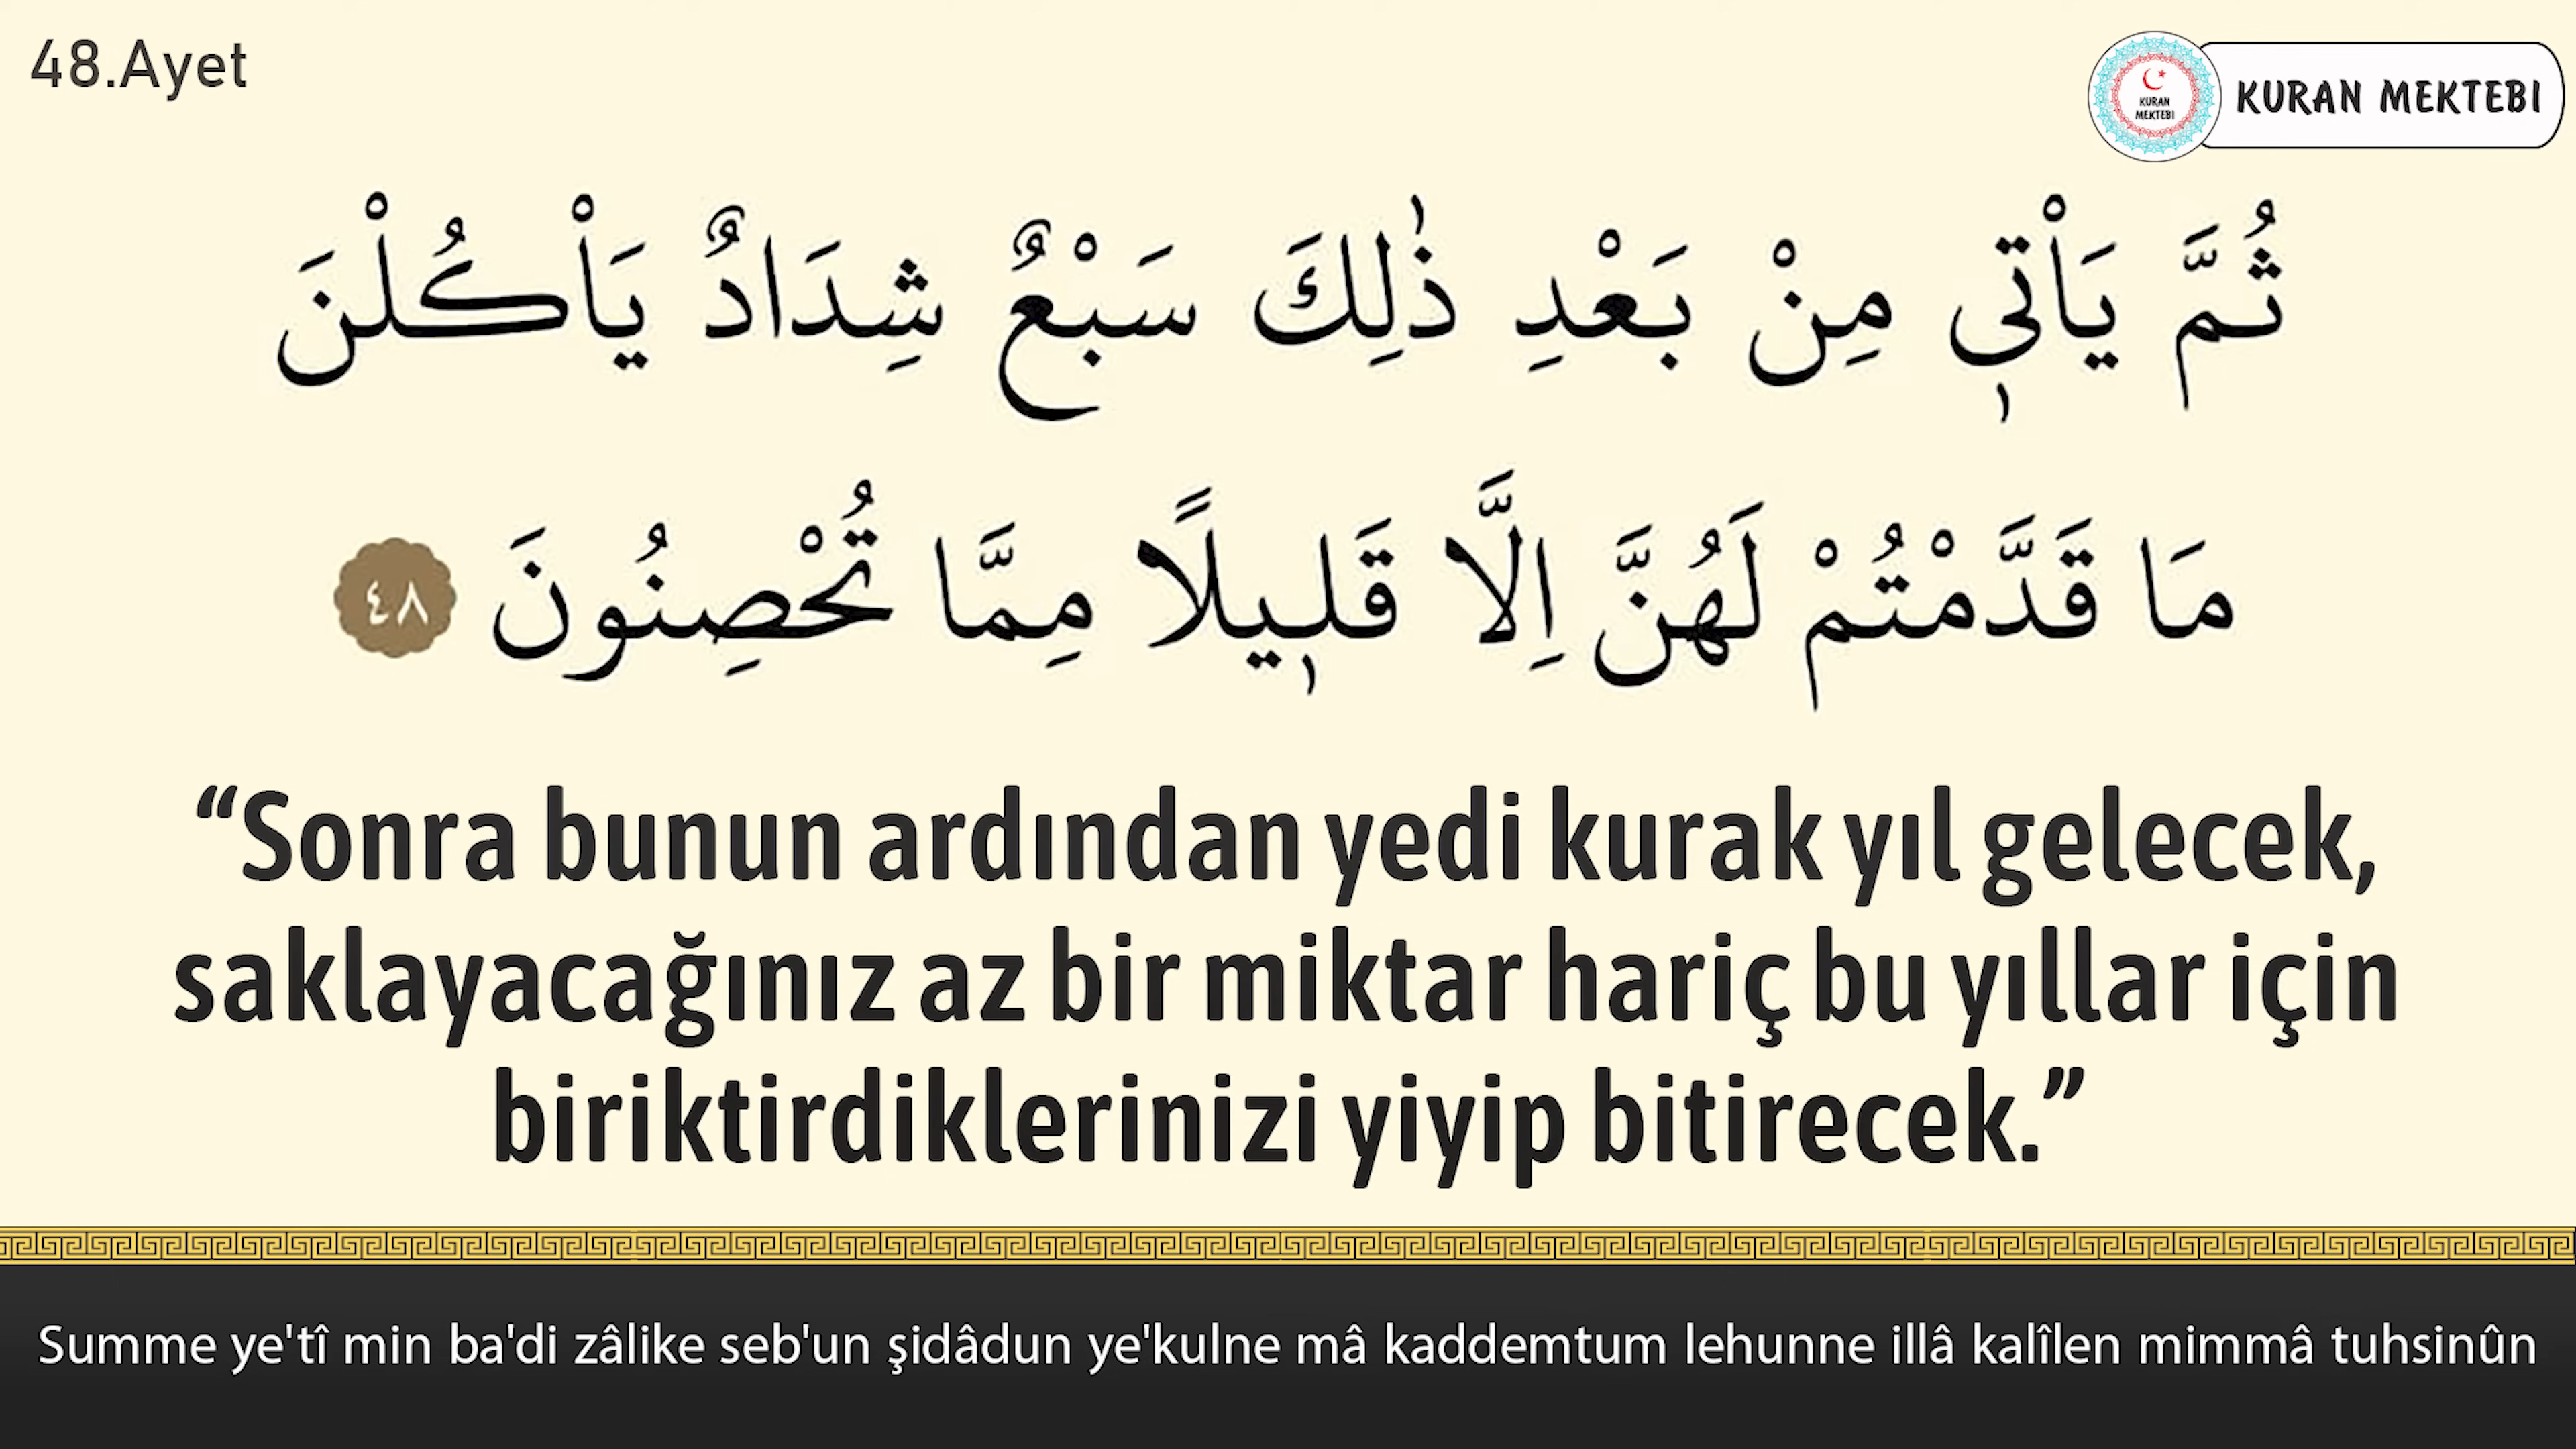 48.Ayet
KURAN
MEKTEBI
KURAN MEKTEBI
ثُمَّ يَاْتٖي مِنْ بَعْدِ ذٰلِكَ سَبْعٌ شِدَادٌ يَاْكُلْنَ
مَا قَدَّمْتُمْ لَهُنَّ اِلَّا قَلٖيلًا مِمَّا تُحْصِنُونَ ٤٨
“Sonra bunun ardından yedi kurak yıl gelecek,
saklayacağınız az bir miktar hariç bu yıllar için
biriktirdiklerinizi yiyip bitirecek.”
Summe ye'tî min ba'di zâlike seb'un şidâdun ye'kulne mâ kaddemtum lehunne illâ kalîlen mimmâ tuhsinûn